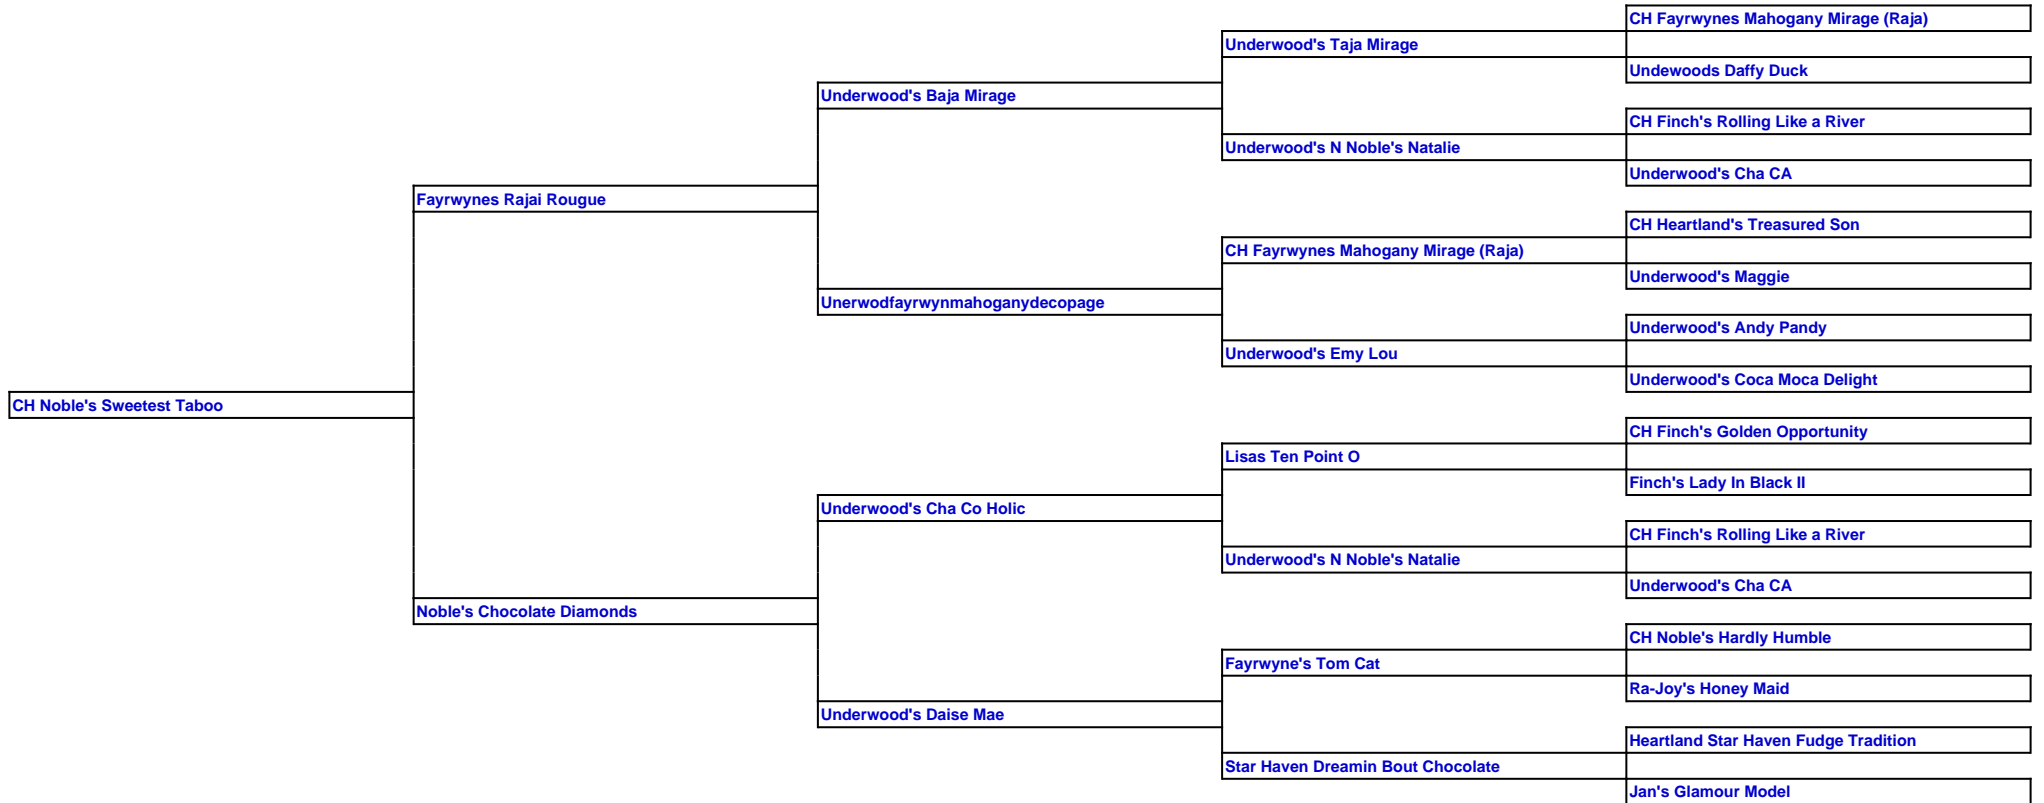 CH Fayrwynes Mahogany Mirage (Raja)
Underwood's Taja Mirage
Undewoods Daffy Duck
Underwood's Baja Mirage
CH Finch's Rolling Like a River
Underwood's N Noble's Natalie
Underwood's Cha CA
Fayrwynes Rajai Rougue
CH Heartland's Treasured Son
CH Fayrwynes Mahogany Mirage (Raja)
Underwood's Maggie
Unerwodfayrwynmahoganydecopage
Underwood's Andy Pandy
Underwood's Emy Lou
Underwood's Coca Moca Delight
CH Noble's Sweetest Taboo
CH Finch's Golden Opportunity
Lisas Ten Point O
Finch's Lady In Black II
Underwood's Cha Co Holic
CH Finch's Rolling Like a River
Underwood's N Noble's Natalie
Underwood's Cha CA
Noble's Chocolate Diamonds
CH Noble's Hardly Humble
Fayrwyne's Tom Cat
Ra-Joy's Honey Maid
Underwood's Daise Mae
Heartland Star Haven Fudge Tradition
Star Haven Dreamin Bout Chocolate
Jan's Glamour Model